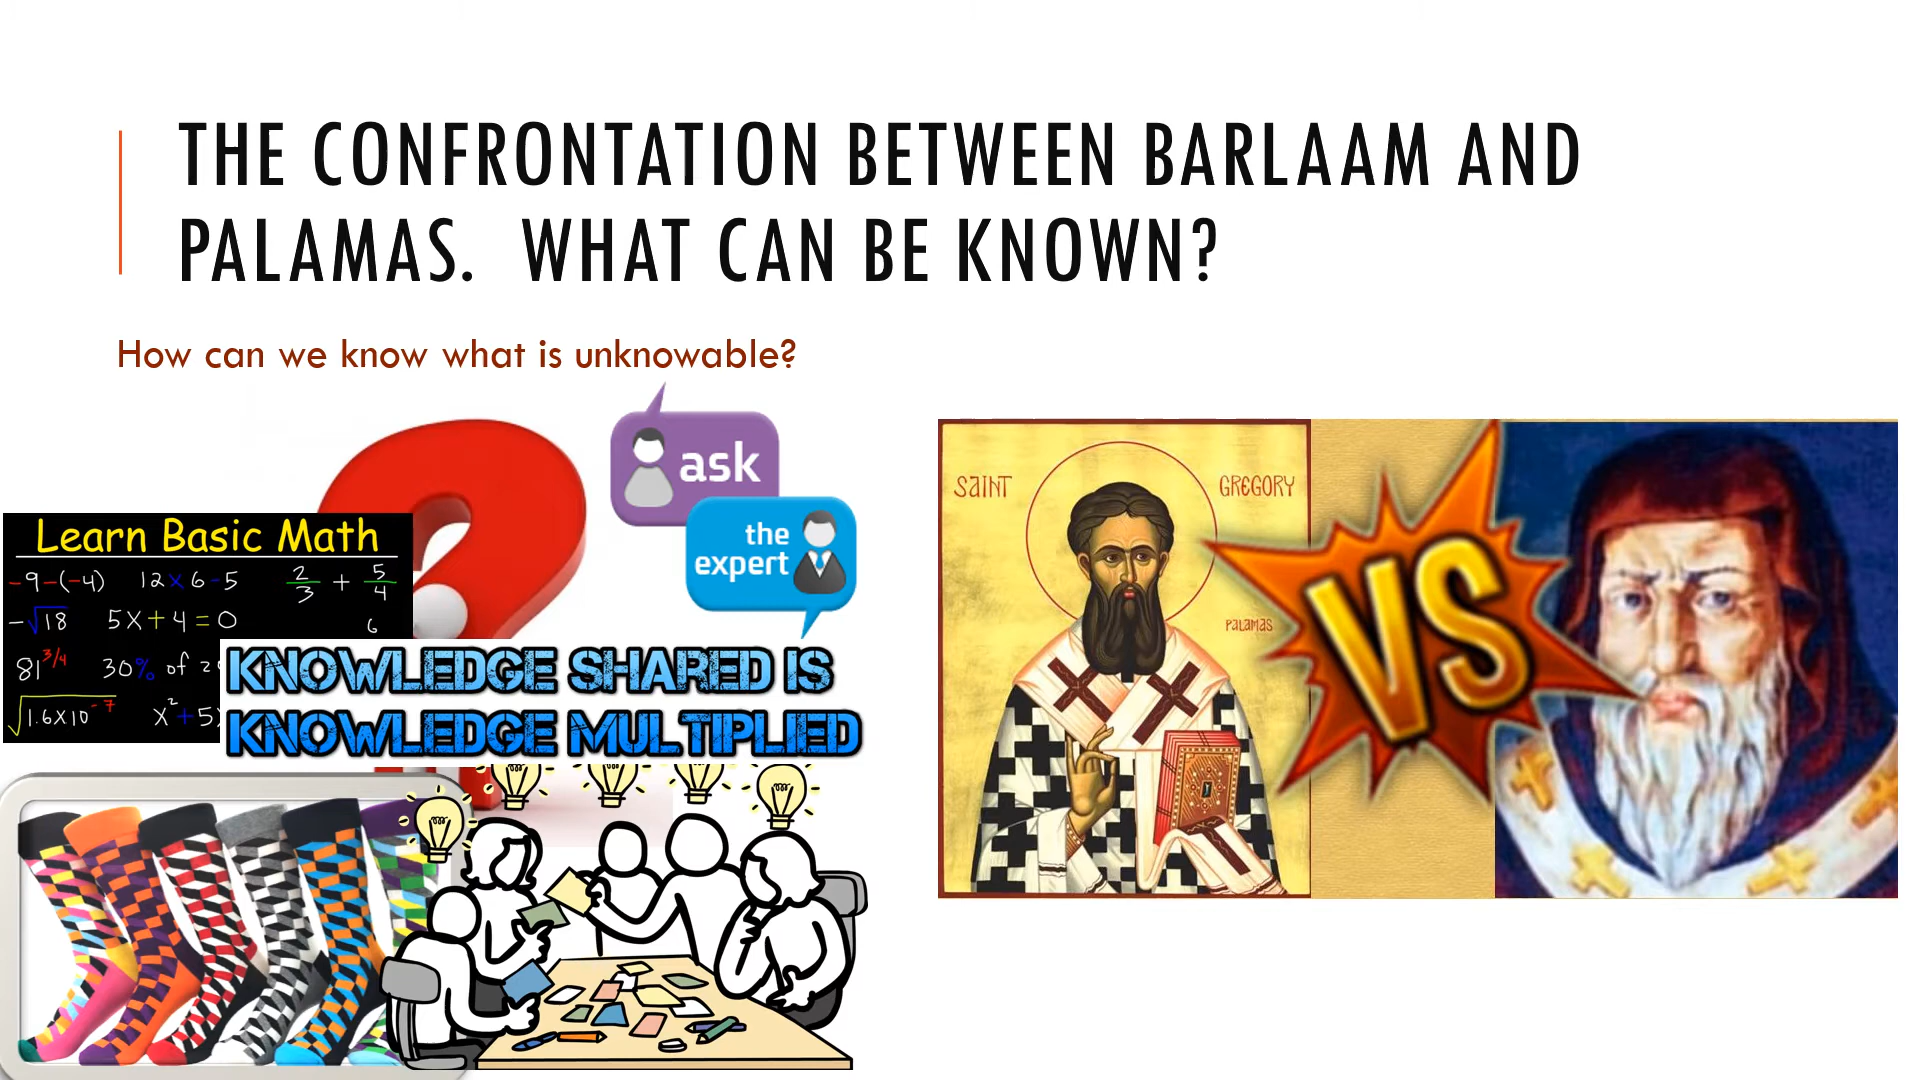 THE CONFRONTATION BETWEEN BARLAAM AND
PALAMAS. WHAT CAN BE KNOWN?
How can we know what is unknowable?
ask
the
expert
Learn Basic Math
-9-(-4) 12x6-5 2/3 + 5/4
-√18 5x+4=0 6
81^3/4 30% of 2
√1.6x10^-7 x²+5
KNOWLEDGE SHARED IS
KNOWLEDGE MULTIPLIED
SAINT GREGORY
PALAMAS
VS